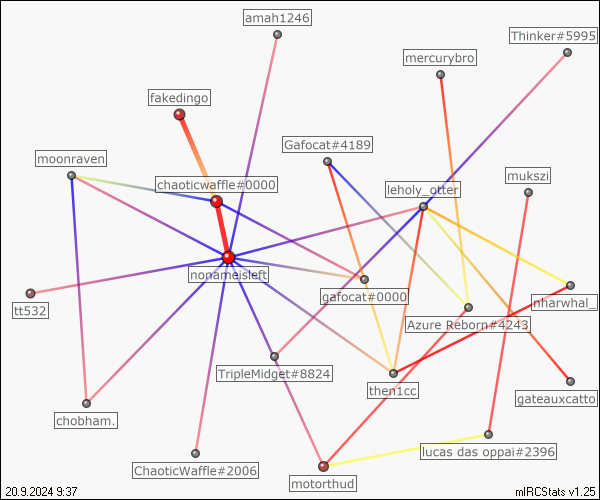 amah1246
Thinker#5995
mercurybro
fakedingo
Gafocat#4189
moonraven
chaoticwaffle#0000
leholy_otter
mukszi
nonameisleft
gafocat#0000
nharwhal_
tt532
Azure Reborn#4243
TripleMidget#8824
then1cc
gateauxcatto
chobham.
lucas das oppai#2396
ChaoticWaffle#2006
motorthud
20.9.2024 9:37
mIRCStats v1.25